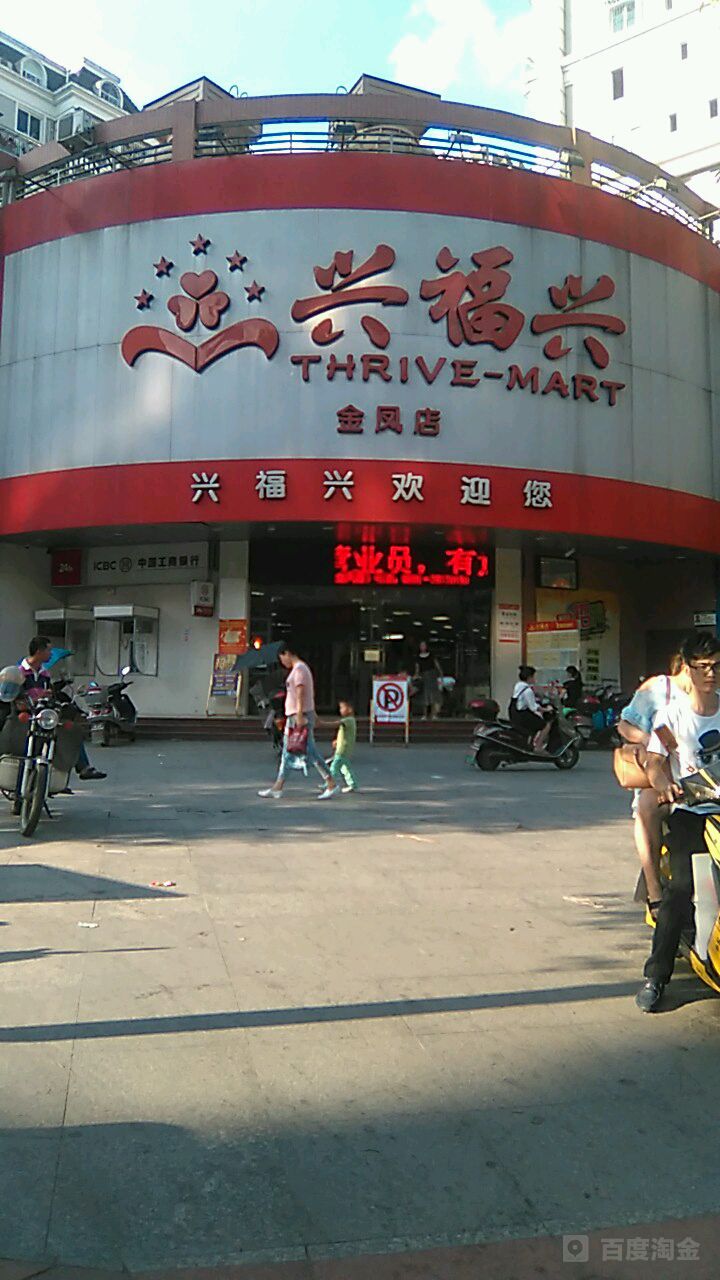 兴福兴
THRIVE-MART
金凤店
兴福兴欢迎您
24h
ICBC 中国工商银行
业员，有
百度淘金